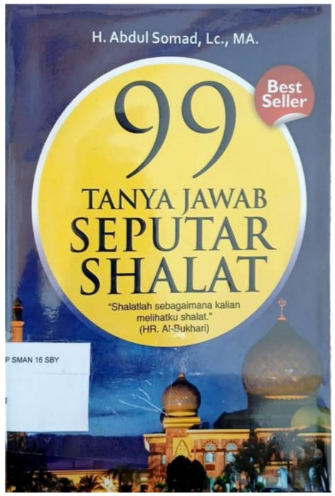 H. Abdul Somad, Lc., MA.
Best
Seller
99
TANYA JAWAB
SEPUTAR
SHALAT
"Shalatlah sebagaimana kalian
melihatku shalat."
(HR. Al-Bukhari)
P SMAN 16 SBY